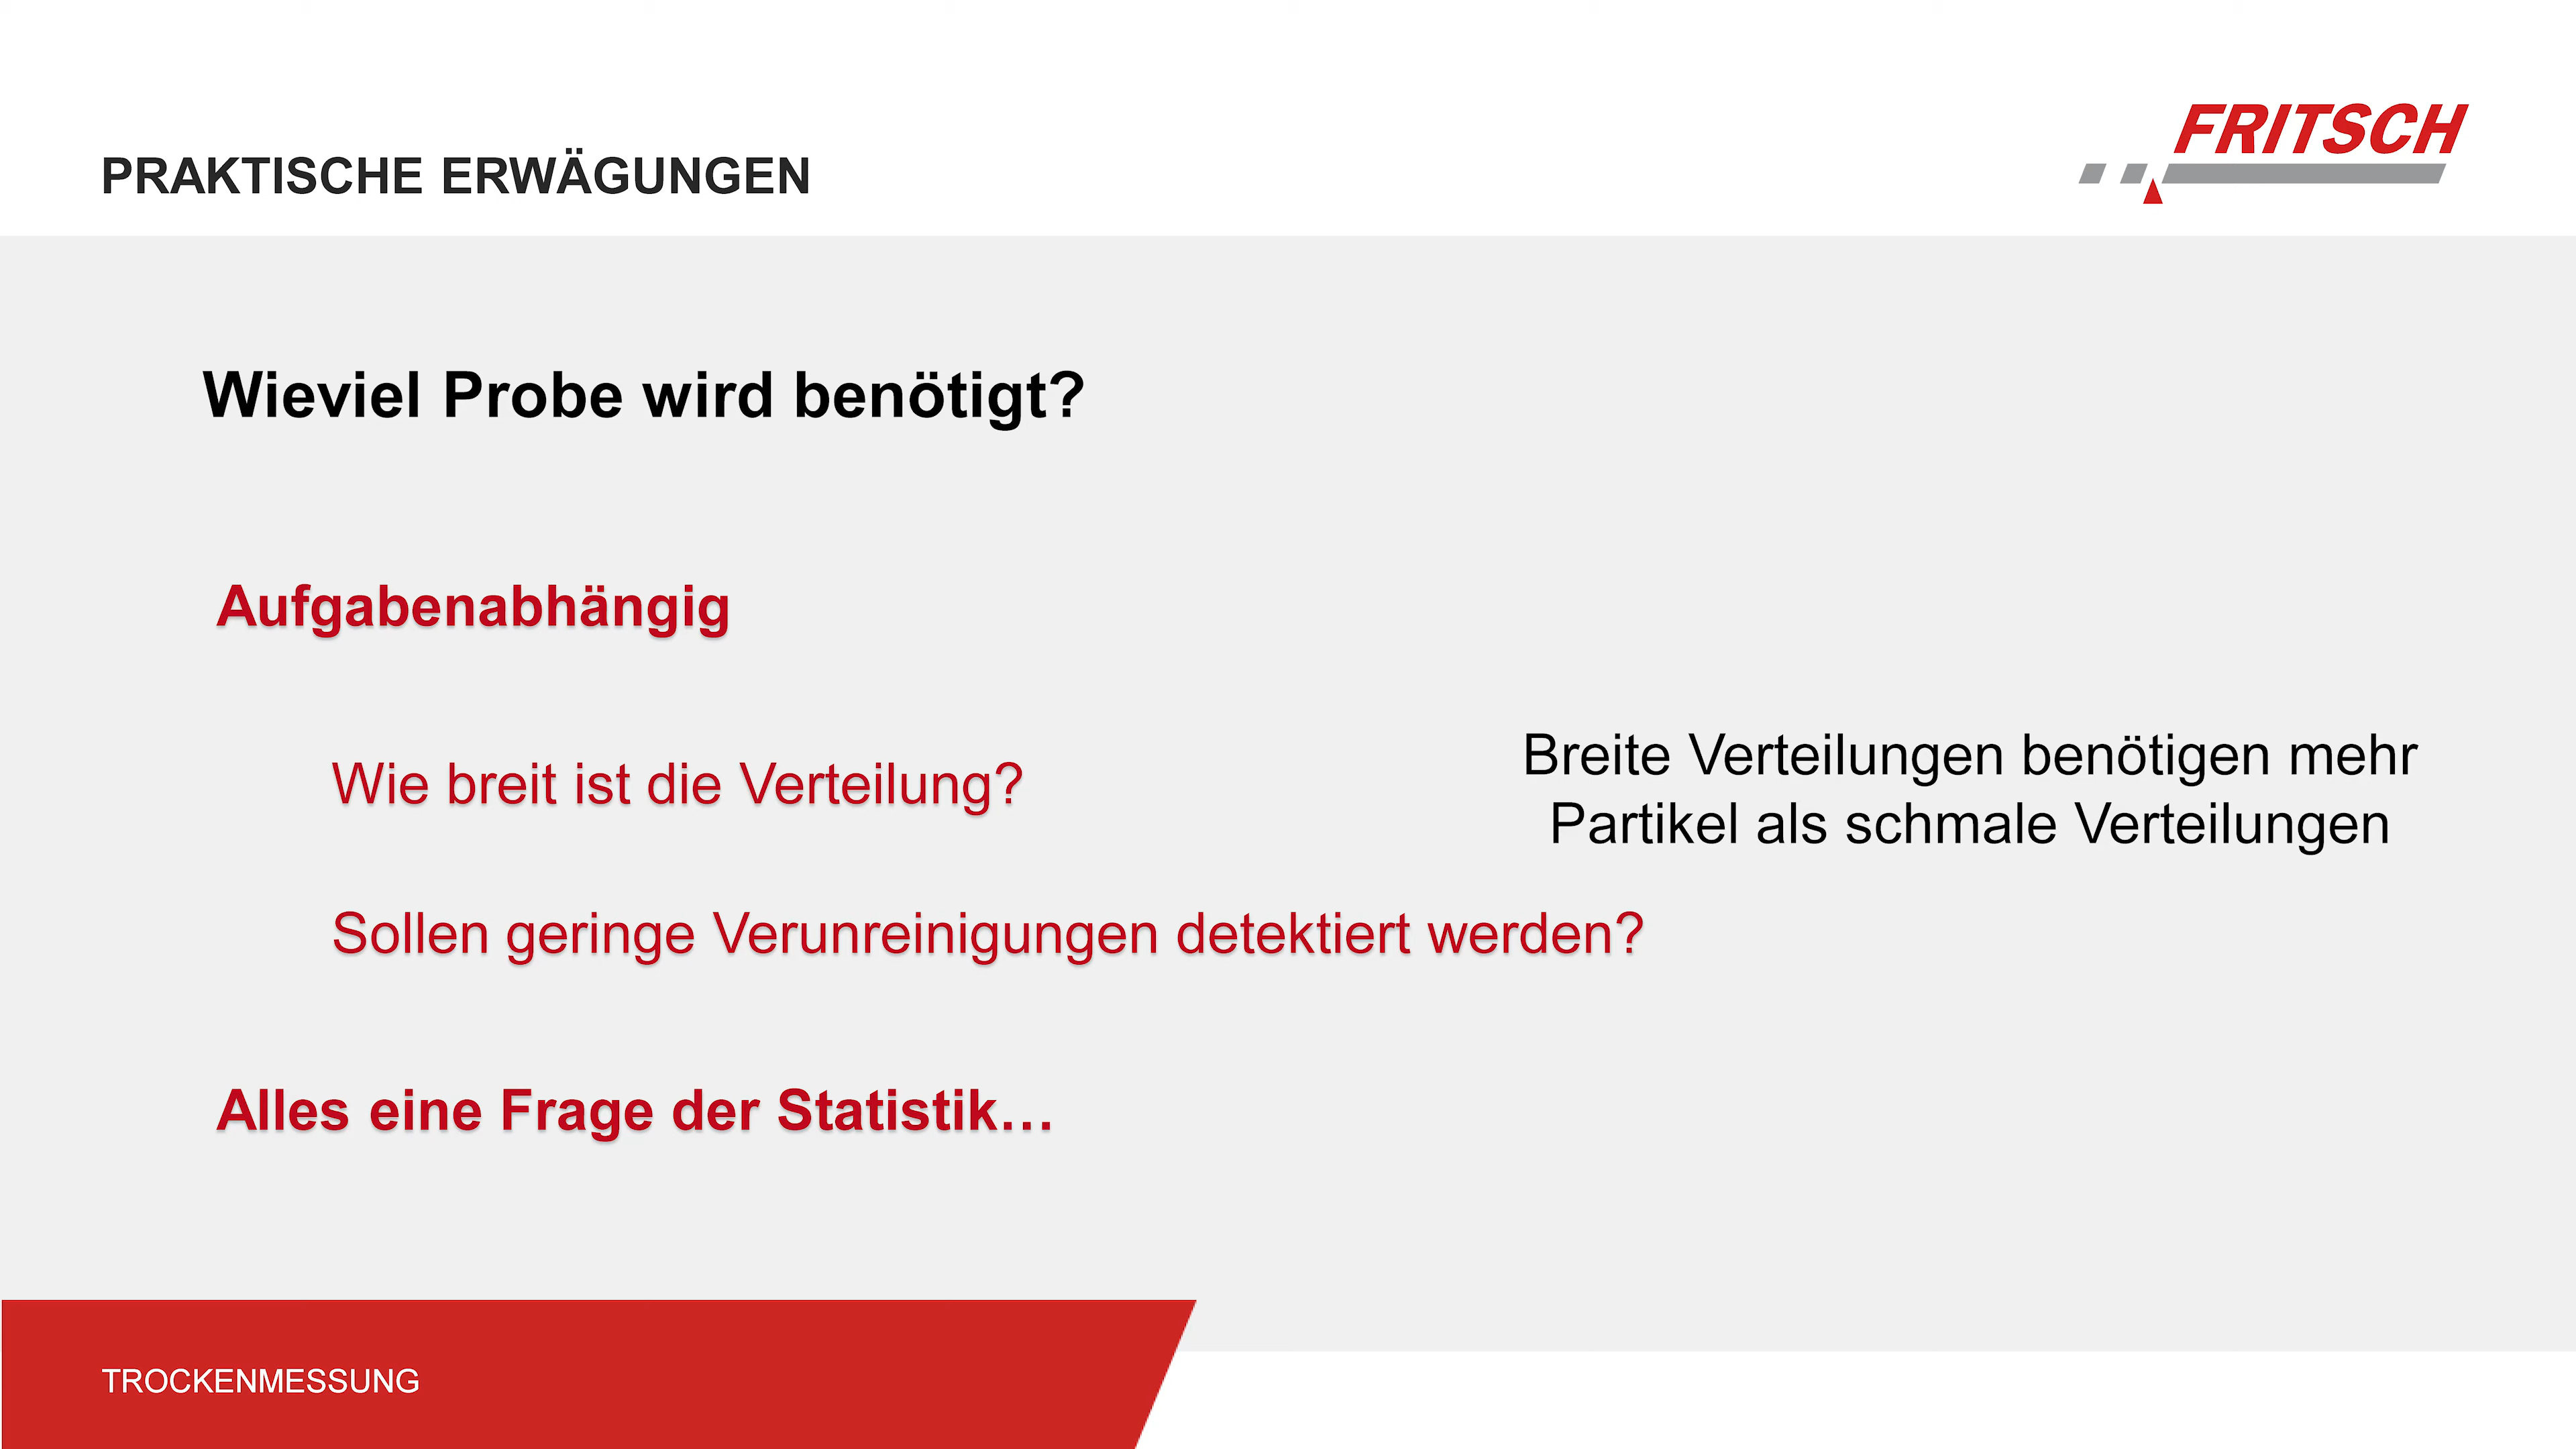 PRAKTISCHE ERWÄGUNGEN
FRITSCH
Wieviel Probe wird benötigt?
Aufgabenabhängig
Wie breit ist die Verteilung?
Breite Verteilungen benötigen mehr
Partikel als schmale Verteilungen
Sollen geringe Verunreinigungen detektiert werden?
Alles eine Frage der Statistik…
TROCKENMESSUNG